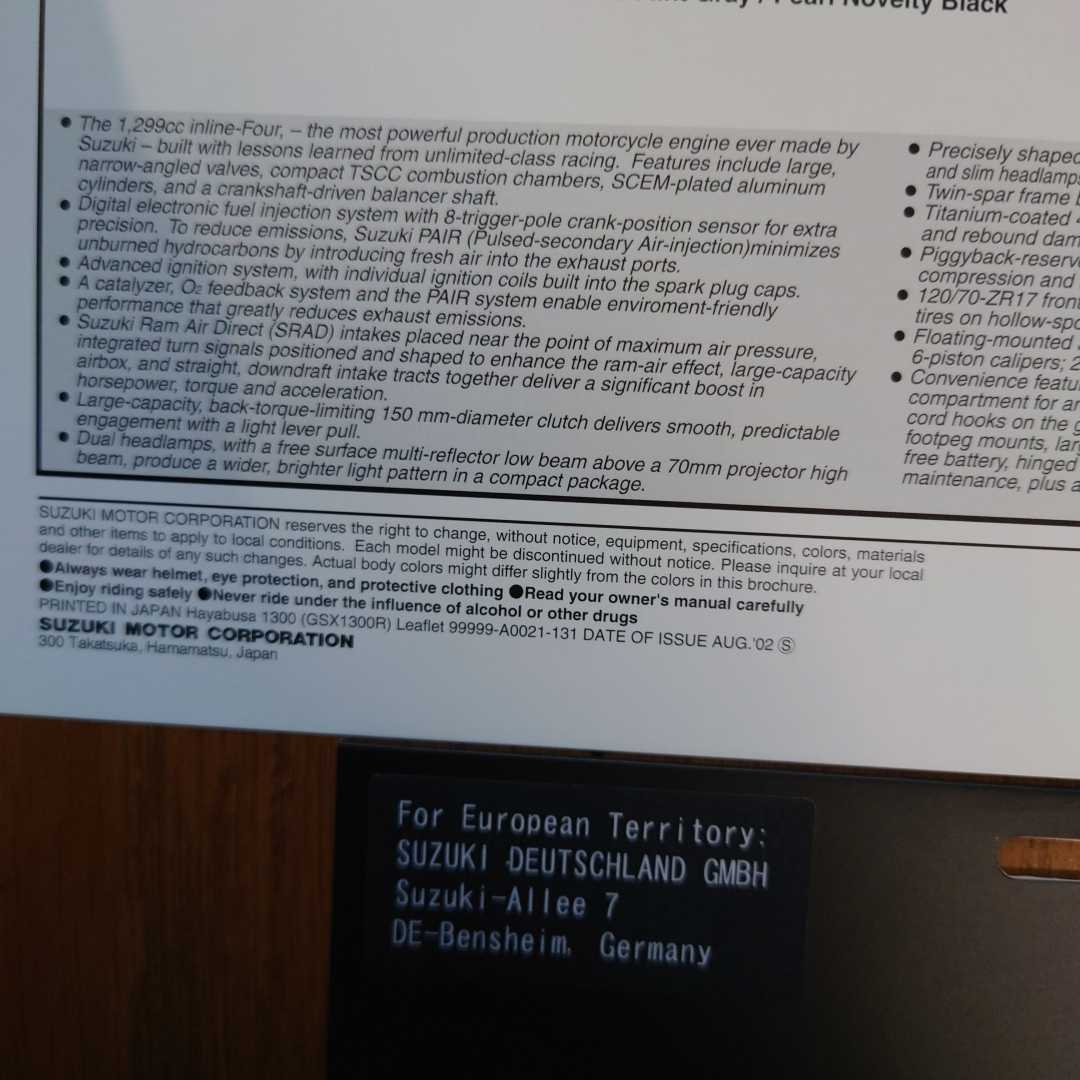 Gray / Pearl Novelty Black
● The 1,299cc inline-Four, – the most powerful production motorcycle engine ever made by
Suzuki – built with lessons learned from unlimited-class racing. Features include large,
narrow-angled valves, compact TSCC combustion chambers, SCEM-plated aluminum
cylinders, and a crankshaft-driven balancer shaft.
● Digital electronic fuel injection system with 8-trigger-pole crank-position sensor for extra
precision. To reduce emissions, Suzuki PAIR (Pulsed-secondary Air-injection)minimizes
unburned hydrocarbons by introducing fresh air into the exhaust ports.
● Advanced ignition system, with individual ignition coils built into the spark plug caps.
● A catalyzer, O2 feedback system and the PAIR system enable enviroment-friendly
performance that greatly reduces exhaust emissions.
● Suzuki Ram Air Direct (SRAD) intakes placed near the point of maximum air pressure,
integrated turn signals positioned and shaped to enhance the ram-air effect, large-capacity
airbox, and straight, downdraft intake tracts together deliver a significant boost in
horsepower, torque and acceleration.
● Large-capacity, back-torque-limiting 150 mm-diameter clutch delivers smooth, predictable
engagement with a light lever pull.
● Dual headlamps, with a free surface multi-reflector low beam above a 70mm projector high
beam, produce a wider, brighter light pattern in a compact package.
● Precisely shaped
and slim headlamps
● Twin-spar frame
● Titanium-coated
and rebound
● Piggyback-reserv
compression and
● 120/70-ZR17 front
tires on
● Floating-mounted
6-piston calipers; 2
● Convenience
compartment for
cord hooks on the
footpeg mounts,
free battery, hinged
maintenance, plus a
SUZUKI MOTOR CORPORATION reserves the right to change, without notice, equipment, specifications, colors, materials
and other items to apply to local conditions. Each model might be discontinued without notice. Please inquire at your local
dealer for details of any such changes. Actual body colors might differ slightly from the colors in this brochure.
●Always wear helmet, eye protection, and protective clothing ●Read your owner's manual carefully
●Enjoy riding safely ●Never ride under the influence of alcohol or other drugs
PRINTED IN JAPAN Hayabusa 1300 (GSX1300R) Leaflet 99999-A0021-131 DATE OF ISSUE AUG.'02 Ⓢ
SUZUKI MOTOR CORPORATION
300 Takatsuka, Hamamatsu, Japan
For European Territory:
SUZUKI DEUTSCHLAND GMBH
Suzuki-Allee 7
DE-Bensheim, Germany